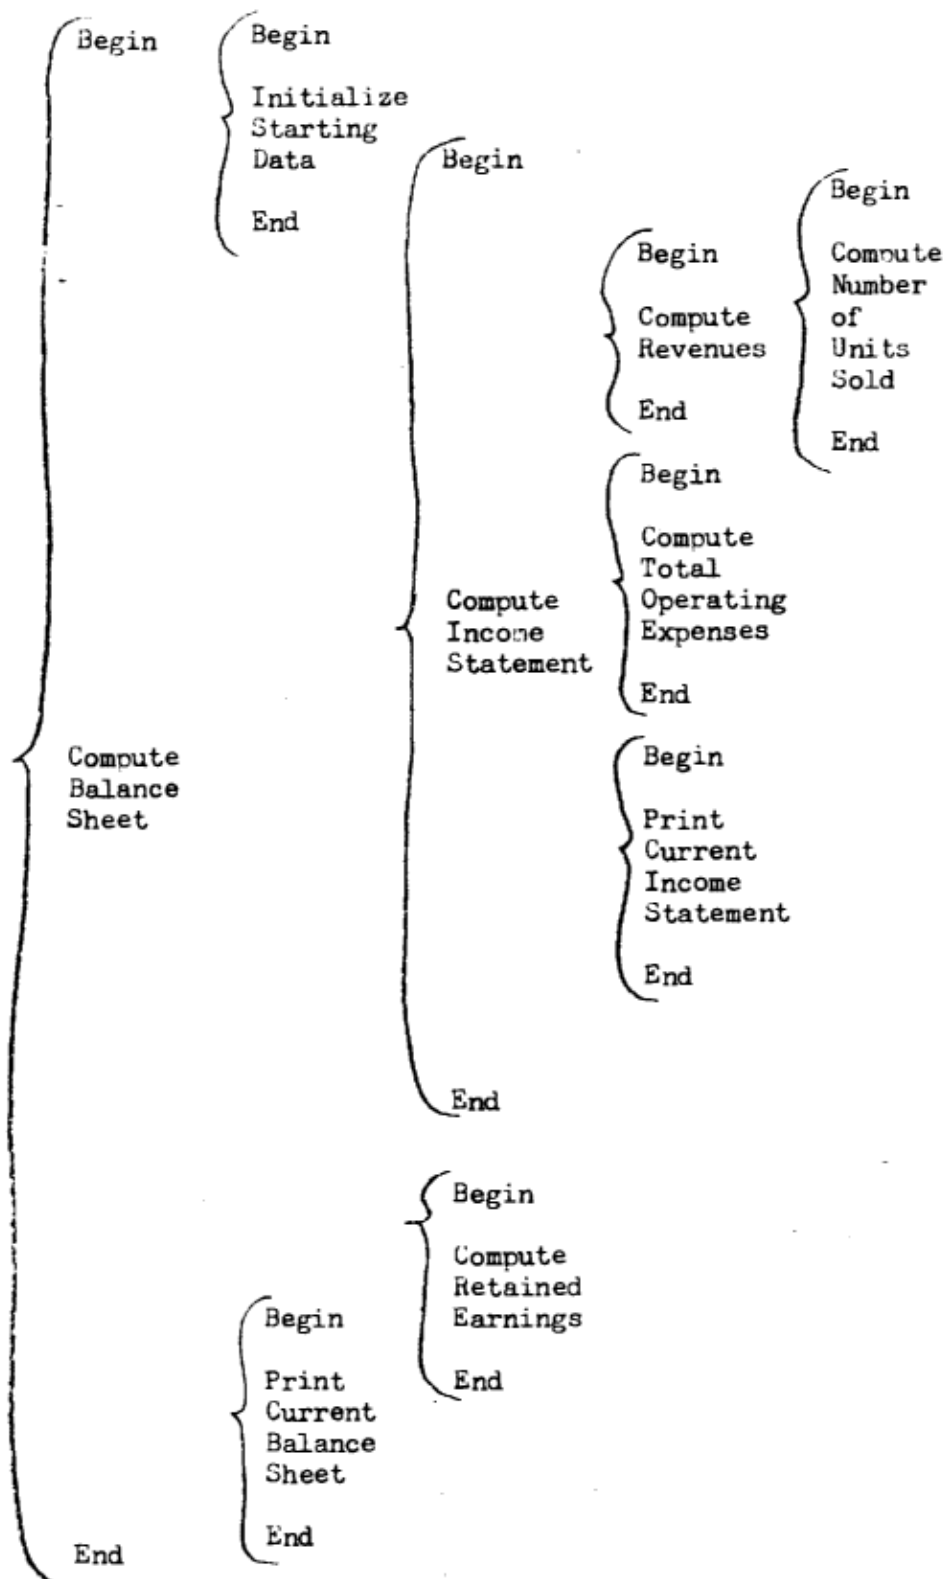 Begin
Begin
Initialize
Starting
Data
End
Begin
Begin
Compute
Revenues
End
Begin
Compute
Number
of
Units
Sold
End
Begin
Compute
Total
Operating
Expenses
End
Compute
Income
Statement
Begin
Print
Current
Income
Statement
End
End
Compute
Balance
Sheet
Begin
Compute
Retained
Earnings
End
Begin
Print
Current
Balance
Sheet
End
End